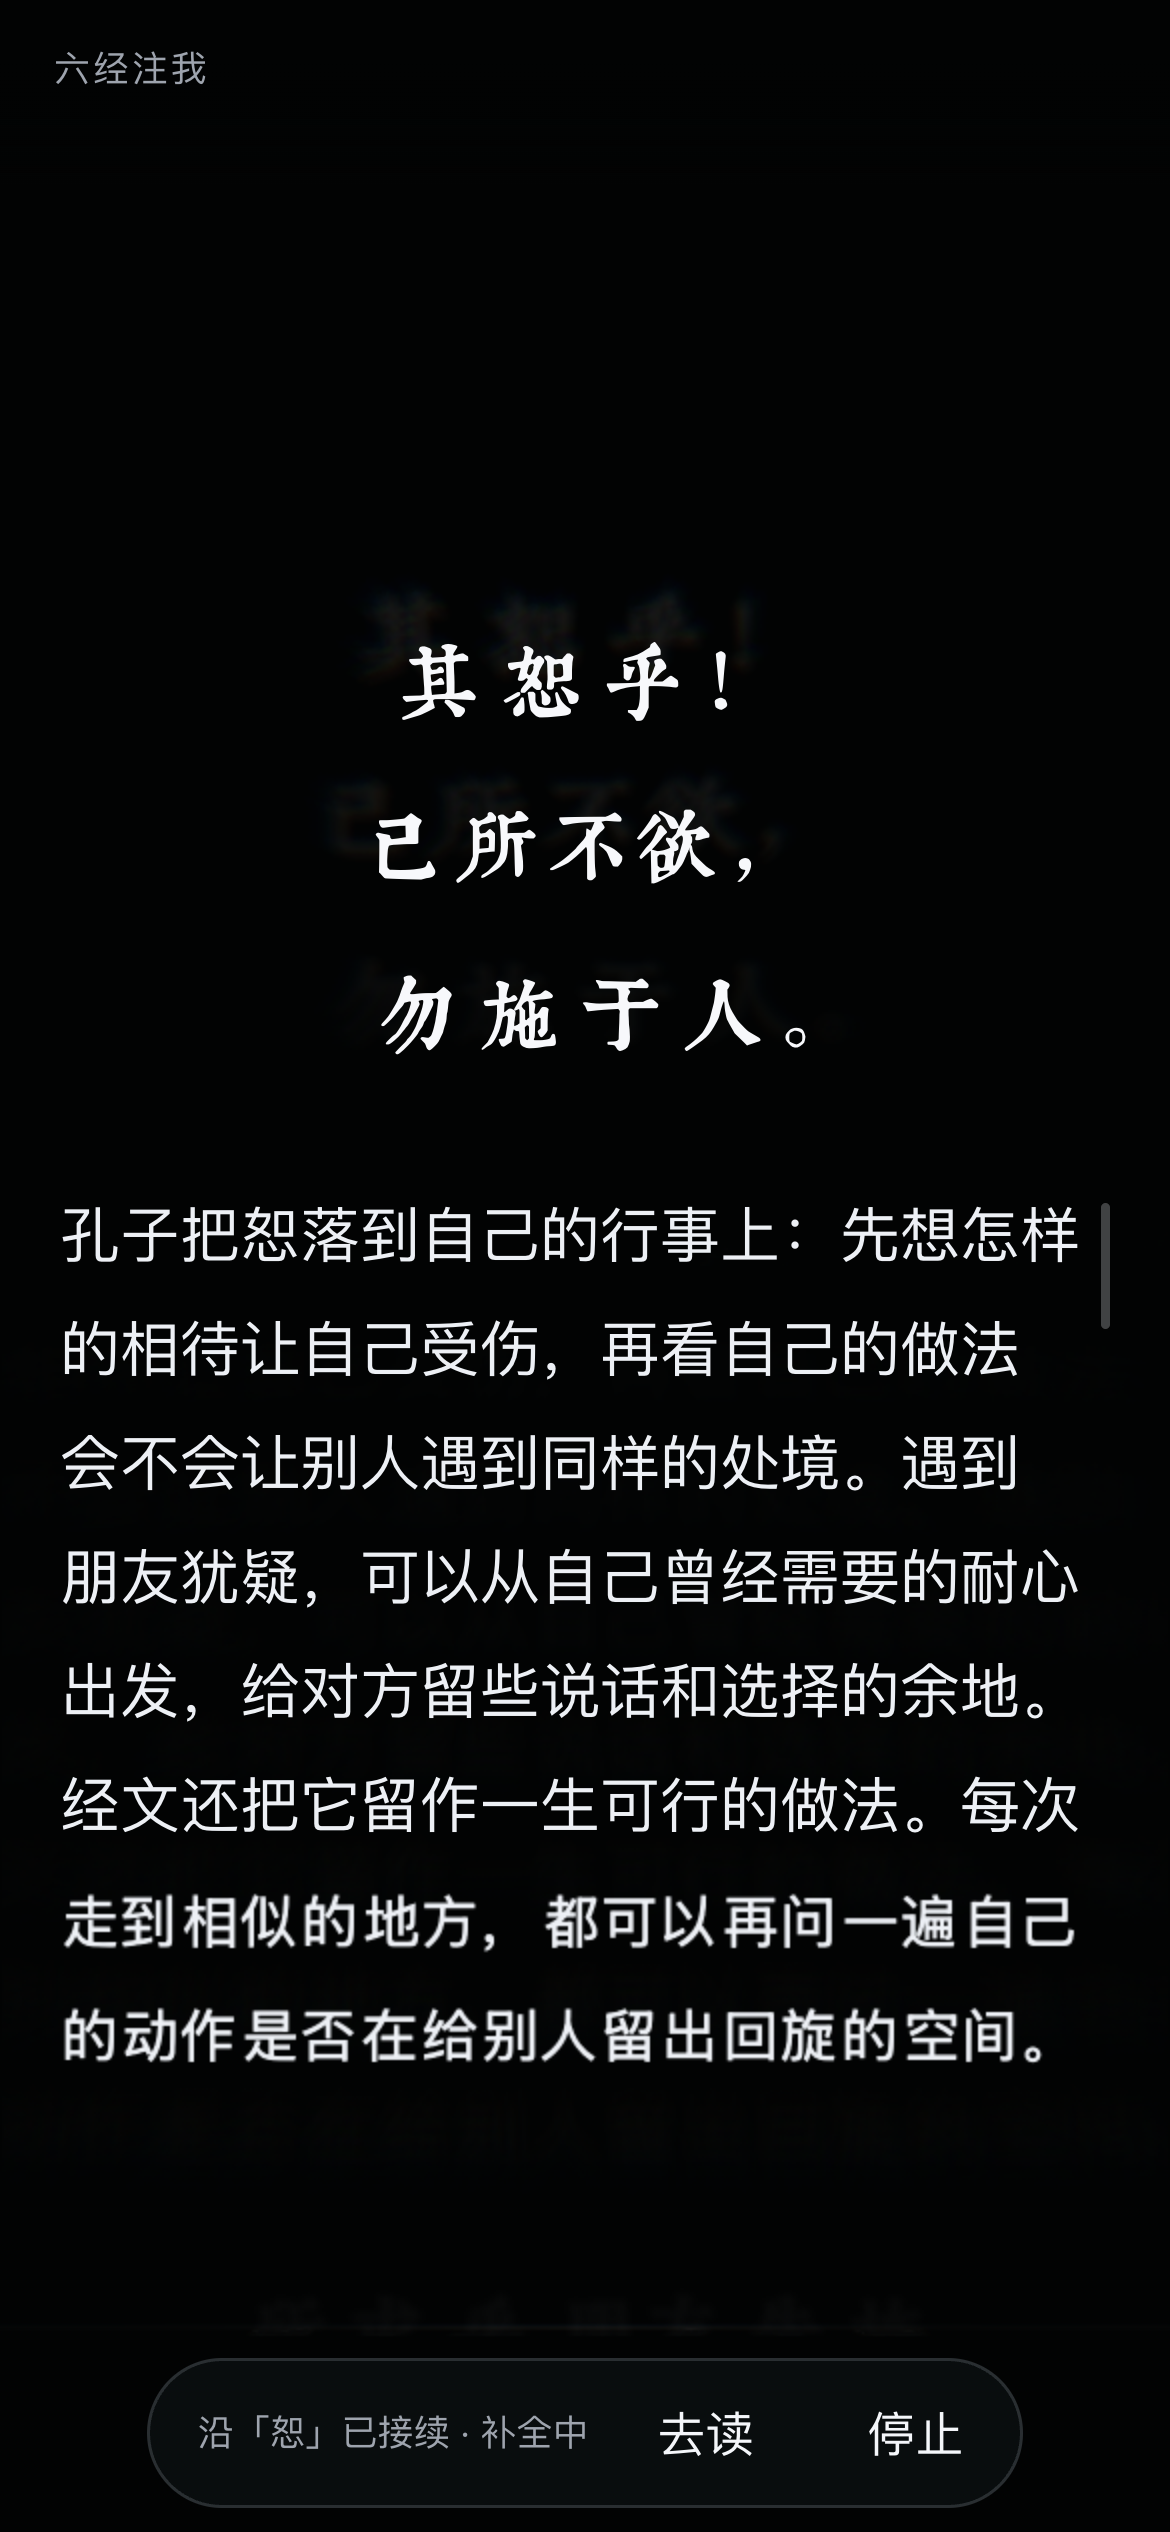 六经注我
其恕乎！
己所不欲，
勿施于人。
孔子把恕落到自己的行事上：先想怎样
的相待让自己受伤，再看自己的做法
会不会让别人遇到同样的处境。遇到
朋友犹疑，可以从自己曾经需要的耐心
出发，给对方留些说话和选择的余地。
经文还把它留作一生可行的做法。每次
走到相似的地方，都可以再问一遍自己
的动作是否在给别人留出回旋的空间。
沿「恕」已接续 · 补全中 去读 停止